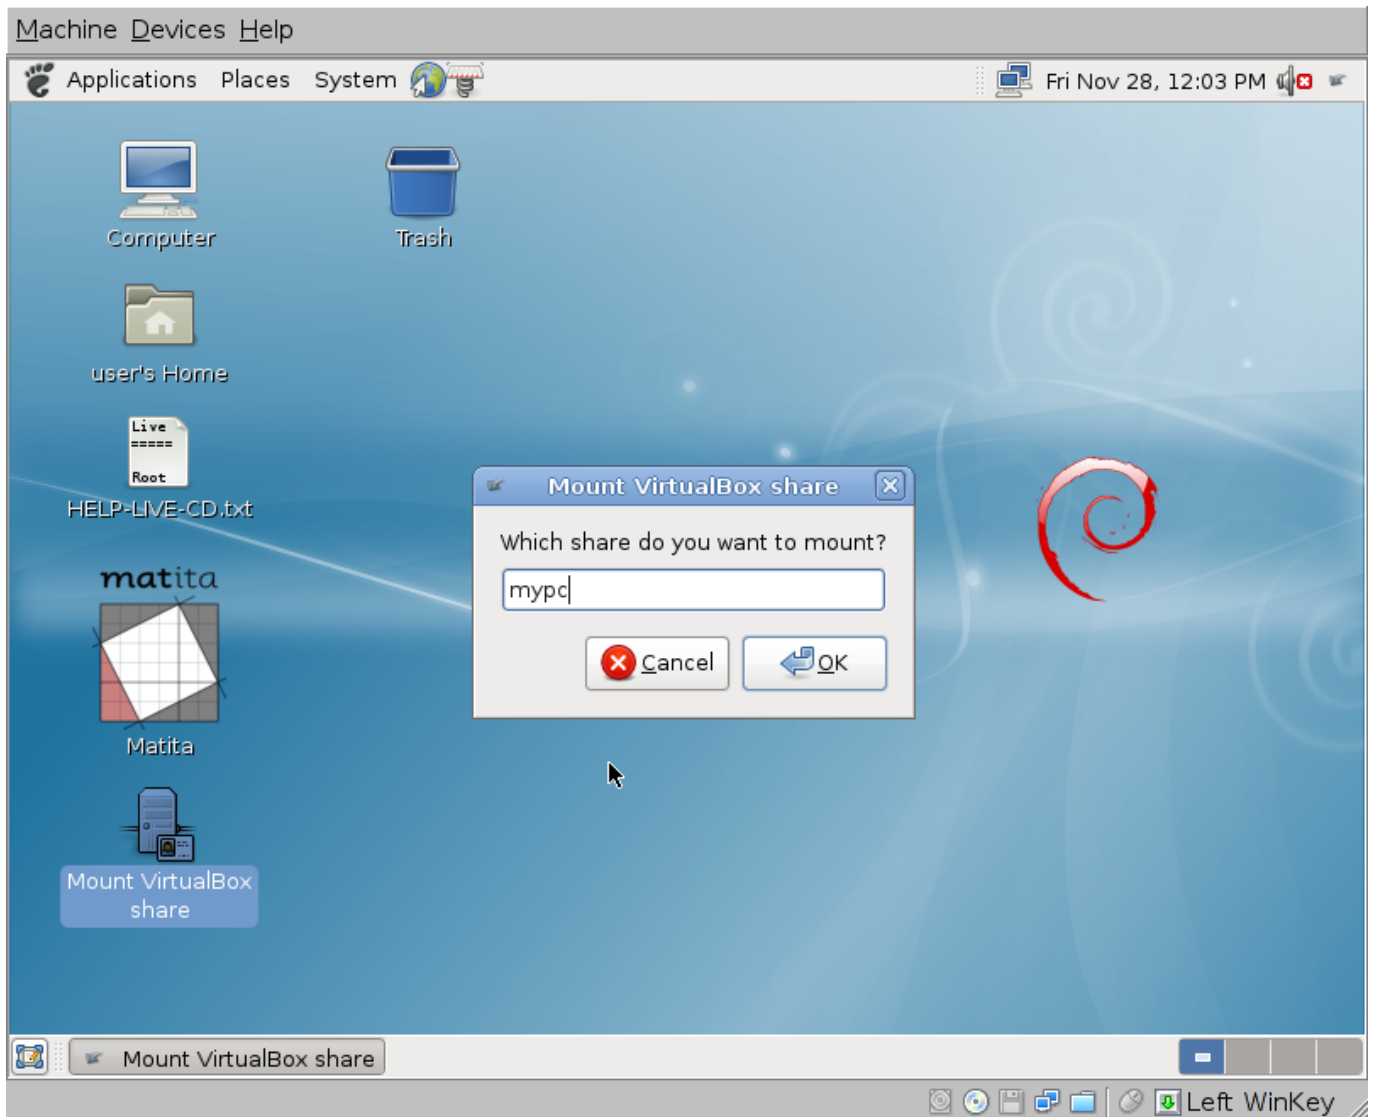 Machine Devices Help
Applications Places System
Fri Nov 28, 12:03 PM
Computer
Trash
user's Home
Live
=====
Root
HELP-LIVE-CD.txt
matita
Matita
Mount VirtualBox
share
Mount VirtualBox share
Which share do you want to mount?
mypc
Cancel
OK
Mount VirtualBox share
Left WinKey